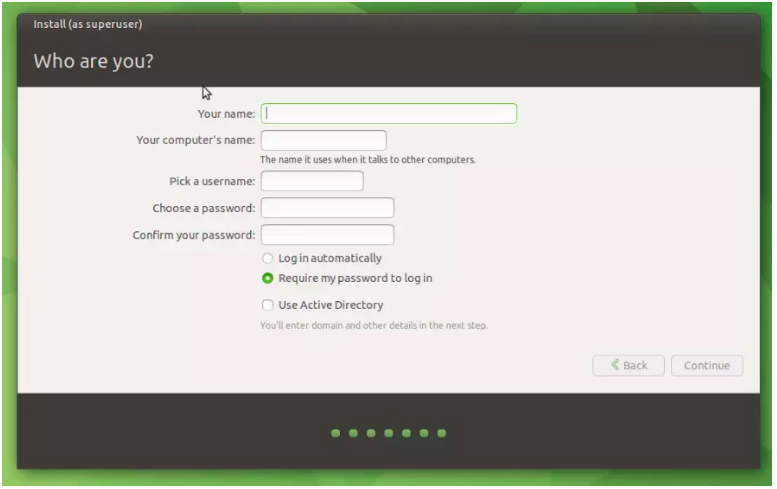 Install (as superuser)
Who are you?
Your name:
Your computer's name:
The name it uses when it talks to other computers.
Pick a username:
Choose a password:
Confirm your password:
Log in automatically
Require my password to log in
Use Active Directory
You'll enter domain and other details in the next step.
Back Continue